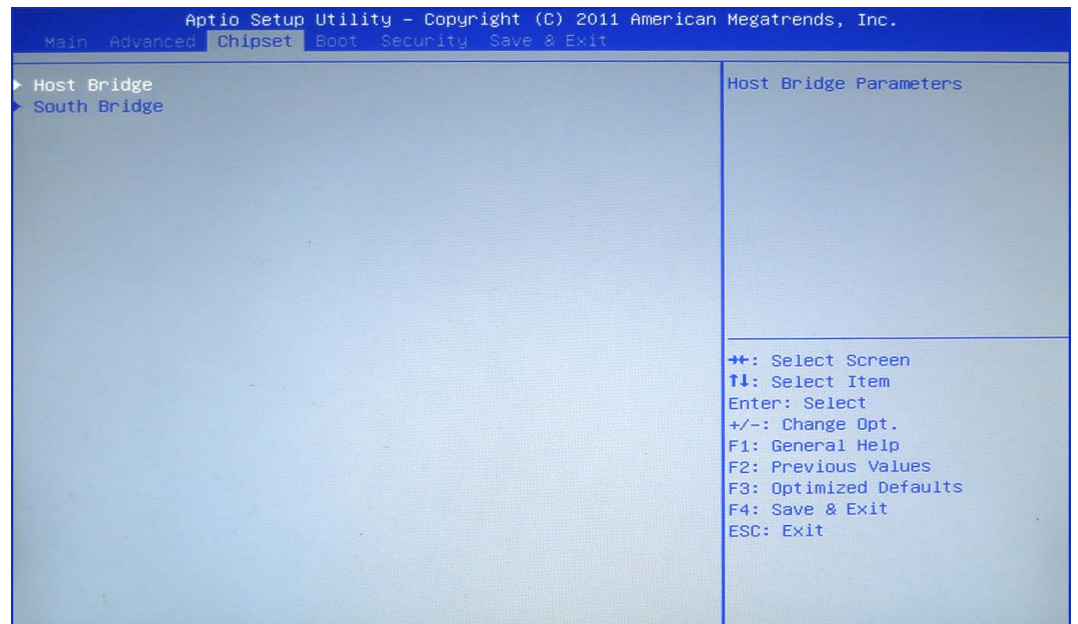 Aptio Setup Utility – Copyright (C) 2011 American Megatrends, Inc.
Main Advanced Chipset Boot Security Save & Exit
Host Bridge
South Bridge
Host Bridge Parameters
→←: Select Screen
↑↓: Select Item
Enter: Select
+/-: Change Opt.
F1: General Help
F2: Previous Values
F3: Optimized Defaults
F4: Save & Exit
ESC: Exit